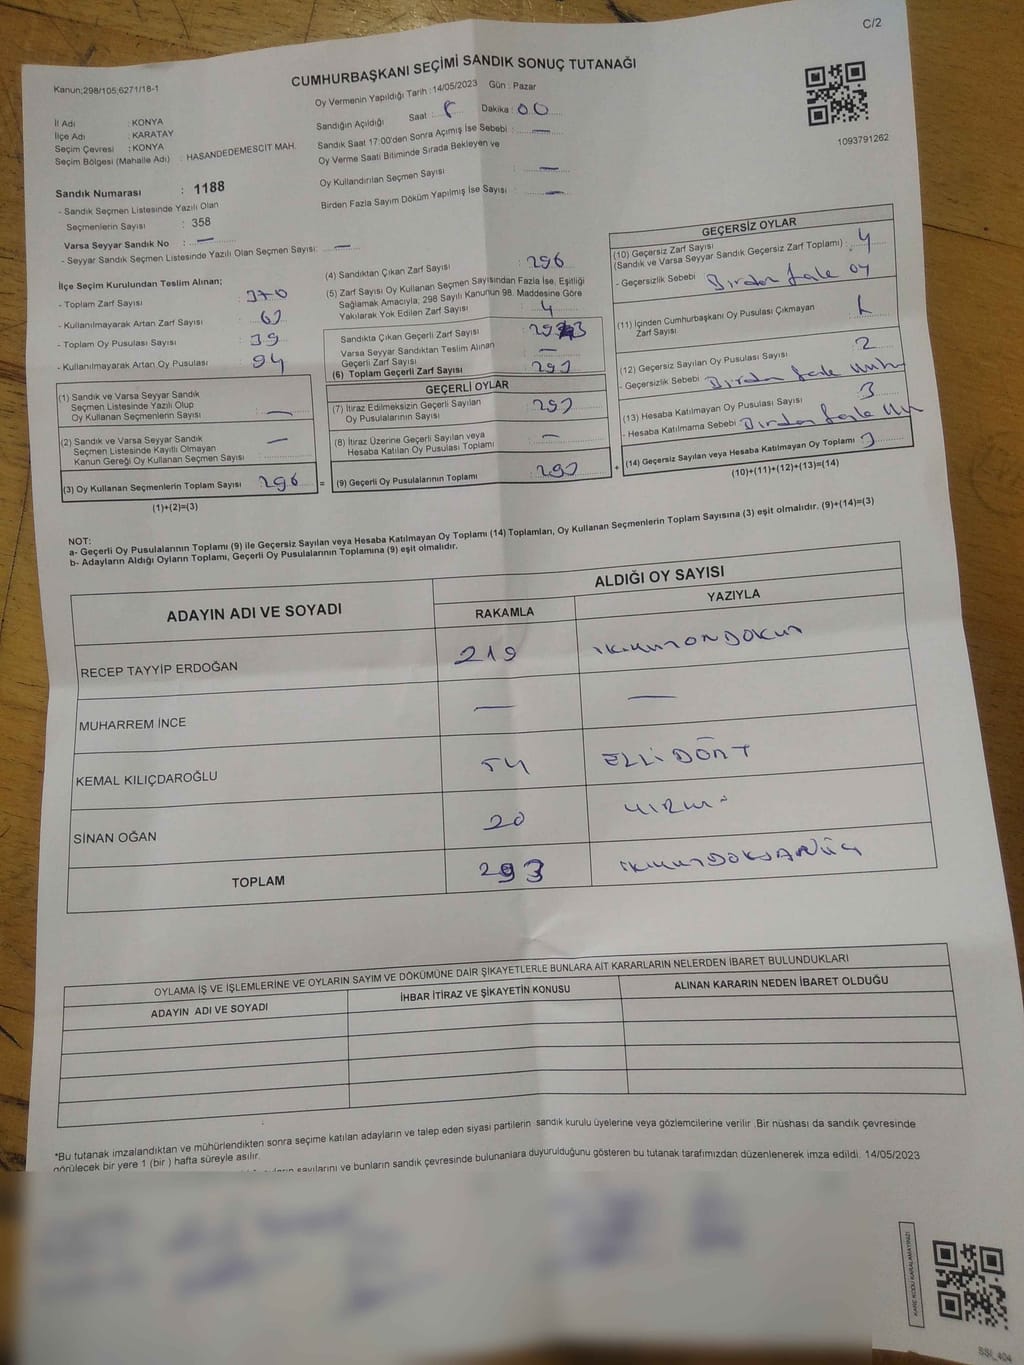 C/2
Kanun;298/105;6271/18-1
CUMHURBAŞKANI SEÇİMİ SANDIK SONUÇ TUTANAĞI
Oy Vermenin Yapıldığı Tarih : 14/05/2023 Gün : Pazar
1093791262
İl Adı : KONYA
İlçe Adı : KARATAY
Seçim Çevresi : KONYA
Seçim Bölgesi (Mahalle Adı) : HASANDEDEMESCİT MAH.
Sandığın Açıldığı Saat : Dakika : 00
Sandık Saat 17:00'den Sonra Açımış İse Sebebi : —
Oy Verme Saati Bitiminde Sırada Bekleyen ve
Oy Kullandırılan Seçmen Sayısı —
Birden Fazla Sayım Döküm Yapılmış İse Sayısı : —
Sandık Numarası : 1188
- Sandık Seçmen Listesinde Yazılı Olan
Seçmenlerin Sayısı : 358
Varsa Seyyar Sandık No : —
- Seyyar Sandık Seçmen Listesinde Yazılı Olan Seçmen Sayısı: —
İlçe Seçim Kurulundan Teslim Alınan;
- Toplam Zarf Sayısı : 370
- Kullanılmayarak Artan Zarf Sayısı :
- Toplam Oy Pusulası Sayısı :
- Kullanılmayarak Artan Oy Pusulası : 94
(1) Sandık ve Varsa Seyyar Sandık
Seçmen Listesinde Yazılı Olup
Oy Kullanan Seçmenlerin Sayısı : —
(2) Sandık ve Varsa Seyyar Sandık
Seçmen Listesinde Kayıtlı Olmayan
Kanun Gereği Oy Kullanan Seçmen Sayısı : —
(3) Oy Kullanan Seçmenlerin Toplam Sayısı : 296
(1)+(2)=(3)
(4) Sandıktan Çıkan Zarf Sayısı : 296
(5) Zarf Sayısı Oy Kullanan Seçmen Sayısından Fazla İse, Eşitliği
Sağlamak Amacıyla, 298 Sayılı Kanunun 98. Maddesine Göre
Yakılarak Yok Edilen Zarf Sayısı : 4
Sandıkta Çıkan Geçerli Zarf Sayısı :
Varsa Seyyar Sandıktan Teslim Alınan
Geçerli Zarf Sayısı : —
(6) Toplam Geçerli Zarf Sayısı : 293
GEÇERLİ OYLAR
(7) İtiraz Edilmeksizin Geçerli Sayılan
Oy Pusulalarının Sayısı : 293
(8) İtiraz Üzerine Geçerli Sayılan veya
Hesaba Katılan Oy Pusulası Toplamı : —
= (9) Geçerli Oy Pusulalarının Toplamı : 293
GEÇERSİZ OYLAR
(10) Geçersiz Zarf Sayısı
(Sandık ve Varsa Seyyar Sandık Geçersiz Zarf Toplamı) : 4
- Geçersizlik Sebebi : Birden fazla oy
(11) İçinden Cumhurbaşkanı Oy Pusulası Çıkmayan
Zarf Sayısı :
(12) Geçersiz Sayılan Oy Pusulası Sayısı : 2
- Geçersizlik Sebebi : Birden fazla
(13) Hesaba Katılmayan Oy Pusulası Sayısı : 3
- Hesaba Katılmama Sebebi : Birden fazla
+ (14) Geçersiz Sayılan veya Hesaba Katılmayan Oy Toplamı : 3
(10)+(11)+(12)+(13)=(14)
NOT:
a- Geçerli Oy Pusulalarının Toplamı (9) ile Geçersiz Sayılan veya Hesaba Katılmayan Oy Toplamı (14) Toplamları, Oy Kullanan Seçmenlerin Toplam Sayısına (3) eşit olmalıdır. (9)+(14)=(3)
b- Adayların Aldığı Oyların Toplamı, Geçerli Oy Pusulalarının Toplamına (9) eşit olmalıdır.
ADAYIN ADI VE SOYADI
ALDIĞI OY SAYISI
RAKAMLA YAZIYLA
RECEP TAYYİP ERDOĞAN 219 İKİYÜZONDOKUZ
MUHARREM İNCE — —
KEMAL KILIÇDAROĞLU 54 ELLİDÖRT
SİNAN OĞAN 20 YİRMİ
TOPLAM 293 İKİYÜZDOKSANÜÇ
OYLAMA İŞ VE İŞLEMLERİNE VE OYLARIN SAYIM VE DÖKÜMÜNE DAİR ŞİKAYETLERLE BUNLARA AİT KARARLARIN NELERDEN İBARET BULUNDUKLARI
ADAYIN ADI VE SOYADI İHBAR İTİRAZ VE ŞİKAYETİN KONUSU ALINAN KARARIN NEDEN İBARET OLDUĞU
*Bu tutanak imzalandıktan ve mühürlendikten sonra seçime katılan adayların ve talep eden siyasi partilerin sandık kurulu üyelerine veya gözlemcilerine verilir .Bir nüshası da sandık çevresinde
görülecek bir yere 1 (bir ) hafta süreyle asılır.
sayılarını ve bunların sandık çevresinde bulunanlara duyurulduğunu gösteren bu tutanak tarafımızdan düzenlenerek imza edildi. 14/05/2023
KARE KODU KARALAMAYINIZ!